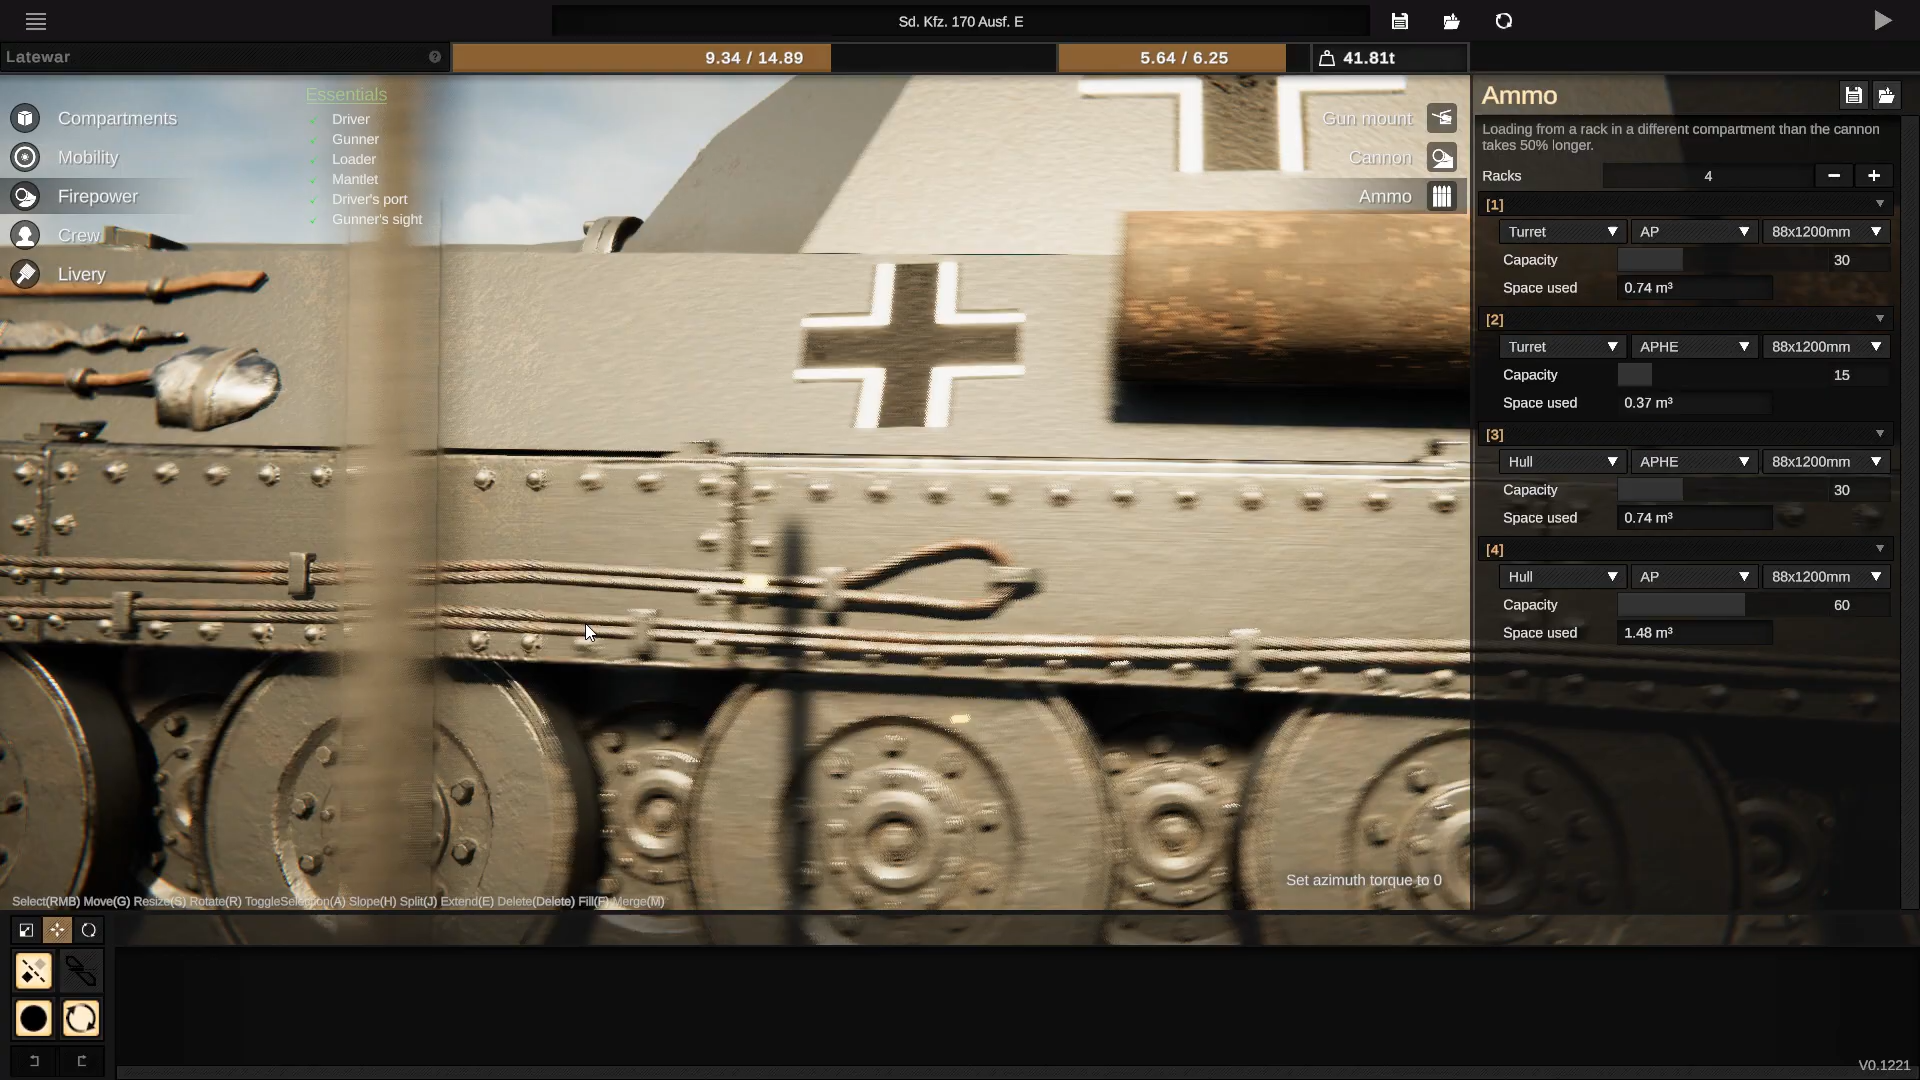 Sd. Kfz. 170 Ausf. E
Latewar
?
9.34 / 14.89
5.64 / 6.25
41.81t
Compartments
Mobility
Firepower
Crew
Livery
Essentials
Driver
Gunner
Loader
Mantlet
Driver's port
Gunner's sight
Gun mount
Cannon
Ammo
Ammo
Loading from a rack in a different compartment than the cannon
takes 50% longer.
Racks 4 − +
[1]
Turret AP 88x1200mm
Capacity 30
Space used 0.74 m³
[2]
Turret APHE 88x1200mm
Capacity 15
Space used 0.37 m³
[3]
Hull APHE 88x1200mm
Capacity 30
Space used 0.74 m³
[4]
Hull AP 88x1200mm
Capacity 60
Space used 1.48 m³
Set azimuth torque to 0
Select(RMB) Move(G) Resize(S) Rotate(R) ToggleSelection(A) Slope(H) Split(J) Extend(E) Delete(Delete) Fill(F) Merge(M)
V0.1221